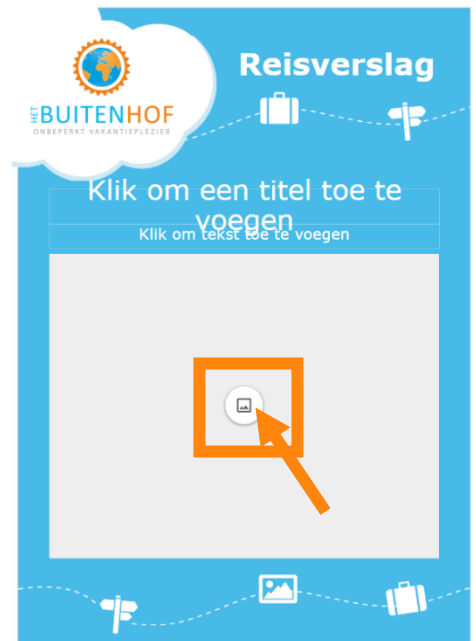 Reisverslag
HET BUITENHOF
ONBEPERKT VAKANTIEPLEZIER
Klik om een titel toe te
voegen
Klik om tekst toe te voegen